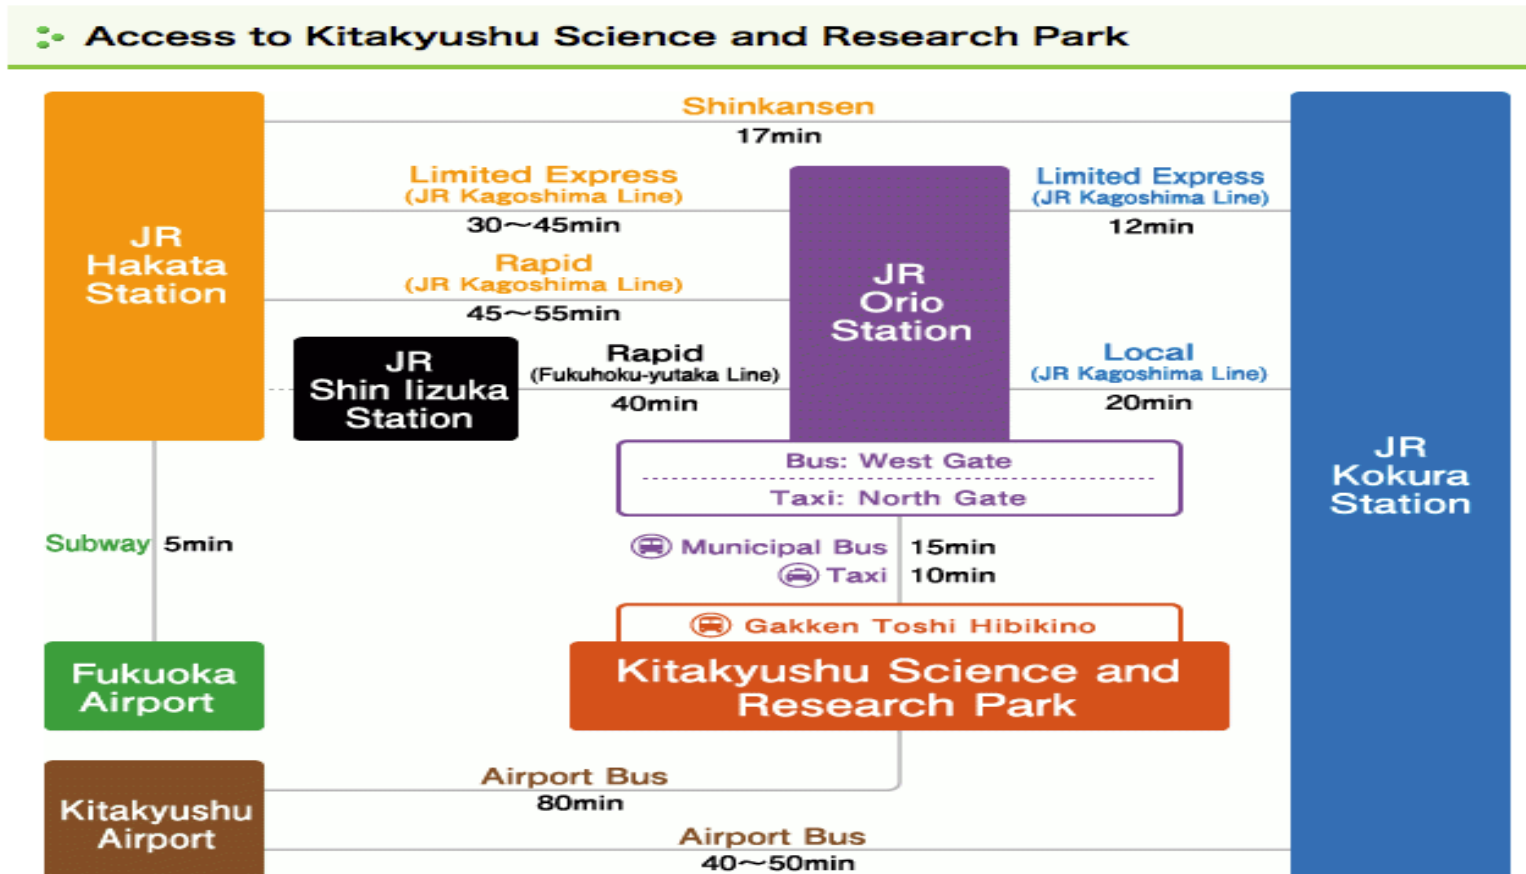 Access to Kitakyushu Science and Research Park
Shinkansen
17min
JR
Hakata
Station
Limited Express
(JR Kagoshima Line)
30～45min
Rapid
(JR Kagoshima Line)
45～55min
JR
Shin Iizuka
Station
Rapid
(Fukuhoku-yutaka Line)
40min
JR
Orio
Station
Limited Express
(JR Kagoshima Line)
12min
Local
(JR Kagoshima Line)
20min
JR
Kokura
Station
Bus: West Gate
Taxi: North Gate
Subway 5min
Municipal Bus 15min
Taxi 10min
Gakken Toshi Hibikino
Kitakyushu Science and
Research Park
Fukuoka
Airport
Kitakyushu
Airport
Airport Bus
80min
Airport Bus
40～50min